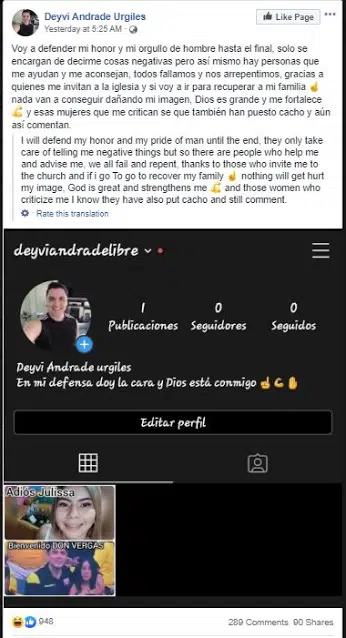 Deyvi Andrade Urgiles
Like Page
Yesterday at 5:25 AM ·
Voy a defender mi honor y mi orgullo de hombre hasta el final, solo se
encargan de decirme cosas negativas pero así mismo hay personas que
me ayudan y me aconsejan, todos fallamos y nos arrepentimos, gracias a
quienes me invitan a la iglesia y si voy a ir para recuperar a mi familia ☝
nada van a conseguir dañando mi imagen, Dios es grande y me fortalece
💪 y esas mujeres que me critican se que también han puesto cacho y aún
así comentan.
I will defend my honor and my pride of man until the end, they only take
care of telling me negative things but so there are people who help me
and advise me, we all fail and repent, thanks to those who invite me to
the church and if i go To go to recover my family ☝ nothing will get hurt
my image, God is great and strengthens me 💪 and those women who
criticize me I know they have also put cacho and still comment.
· Rate this translation
deyviandradelibre
1 0 0
Publicaciones Seguidores Seguidos
Deyvi Andrade urgiles
En mi defensa doy la cara y Dios está conmigo ☝💪✋
Editar perfil
Adiós Julissa
Bienvenido DON VERGAS
948
289 Comments 90 Shares